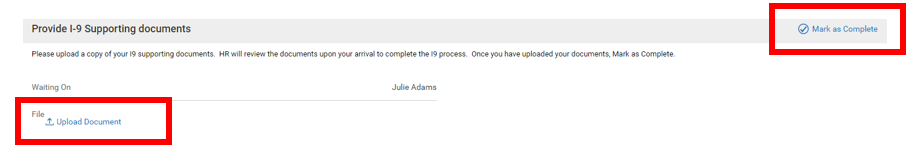 Provide I-9 Supporting documents
Mark as Complete
Please upload a copy of your I9 supporting documents. HR will review the documents upon your arrival to complete the I9 process. Once you have uploaded your documents, Mark as Complete.
Waiting On Julie Adams
File
Upload Document